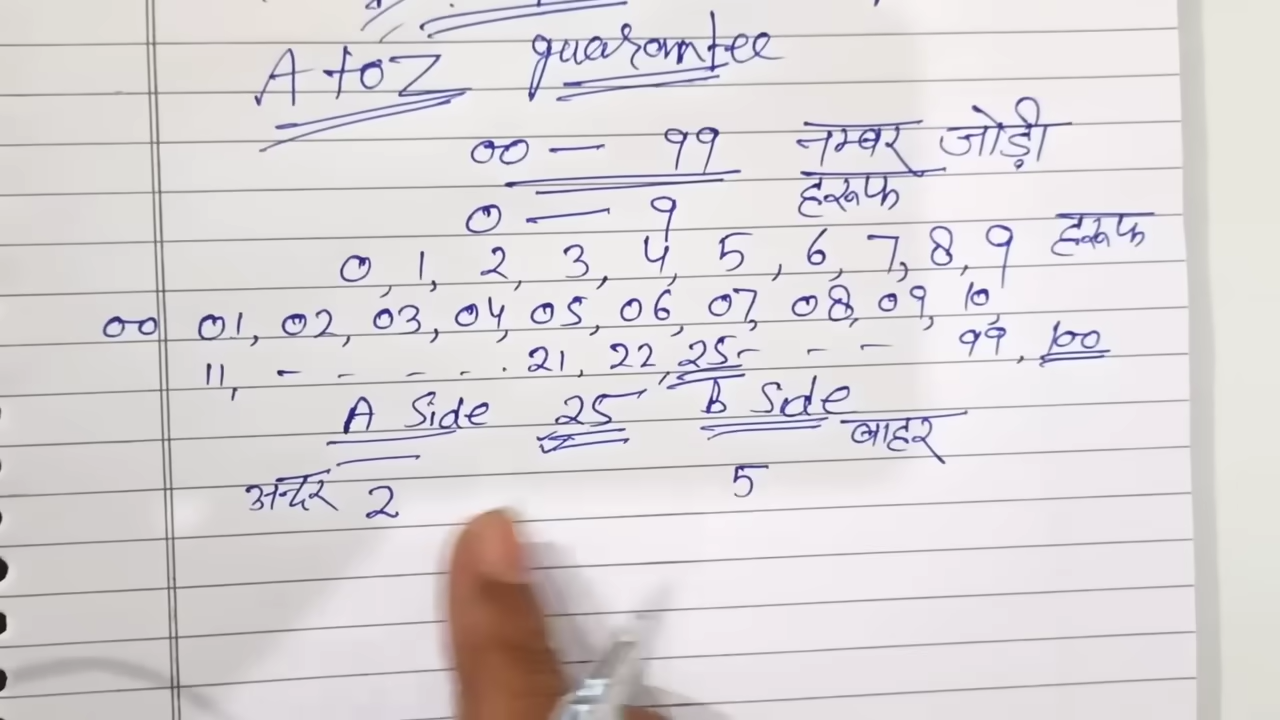 A to Z guarantee
00 — 99 नम्बर जोड़ी
0 — 9 हरूफ
0, 1, 2, 3, 4, 5, 6, 7, 8, 9 हरूफ
00 01, 02, 03, 04, 05, 06, 07, 08, 09, 10,
11, - - - . . 21, 22, 25- - - 99, 100
A Side 25 B Side बाहर
अन्दर 2 5